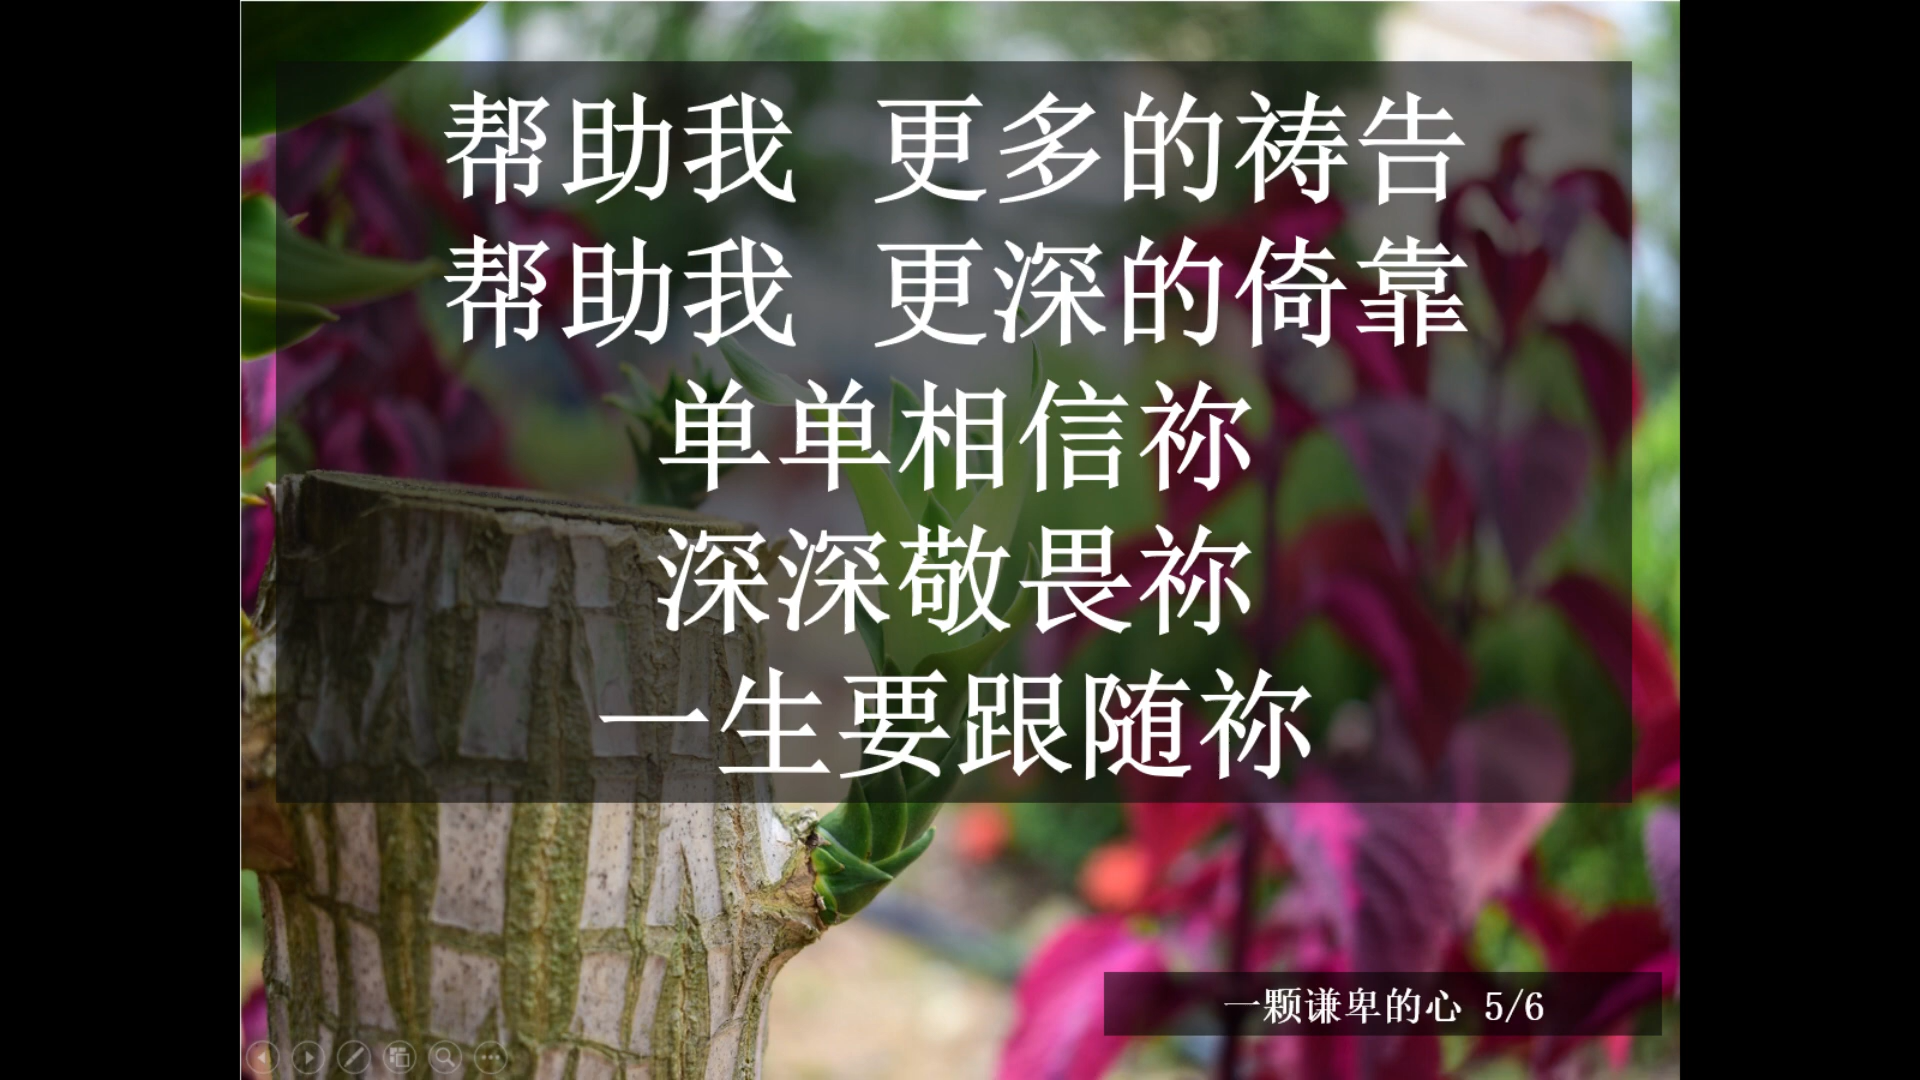 帮助我 更多的祷告
帮助我 更深的倚靠
单单相信祢
深深敬畏祢
一生要跟随祢
一颗谦卑的心 5/6